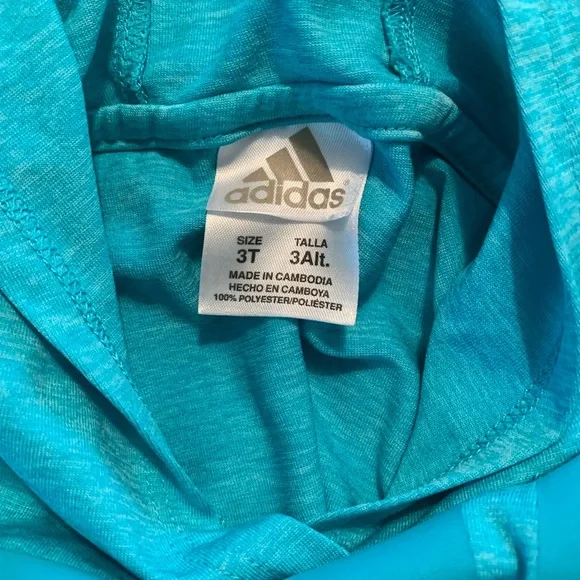 adidas
SIZE TALLA
3T 3Alt.
MADE IN CAMBODIA
HECHO EN CAMBOYA
100% POLYESTER/POLIÉSTER